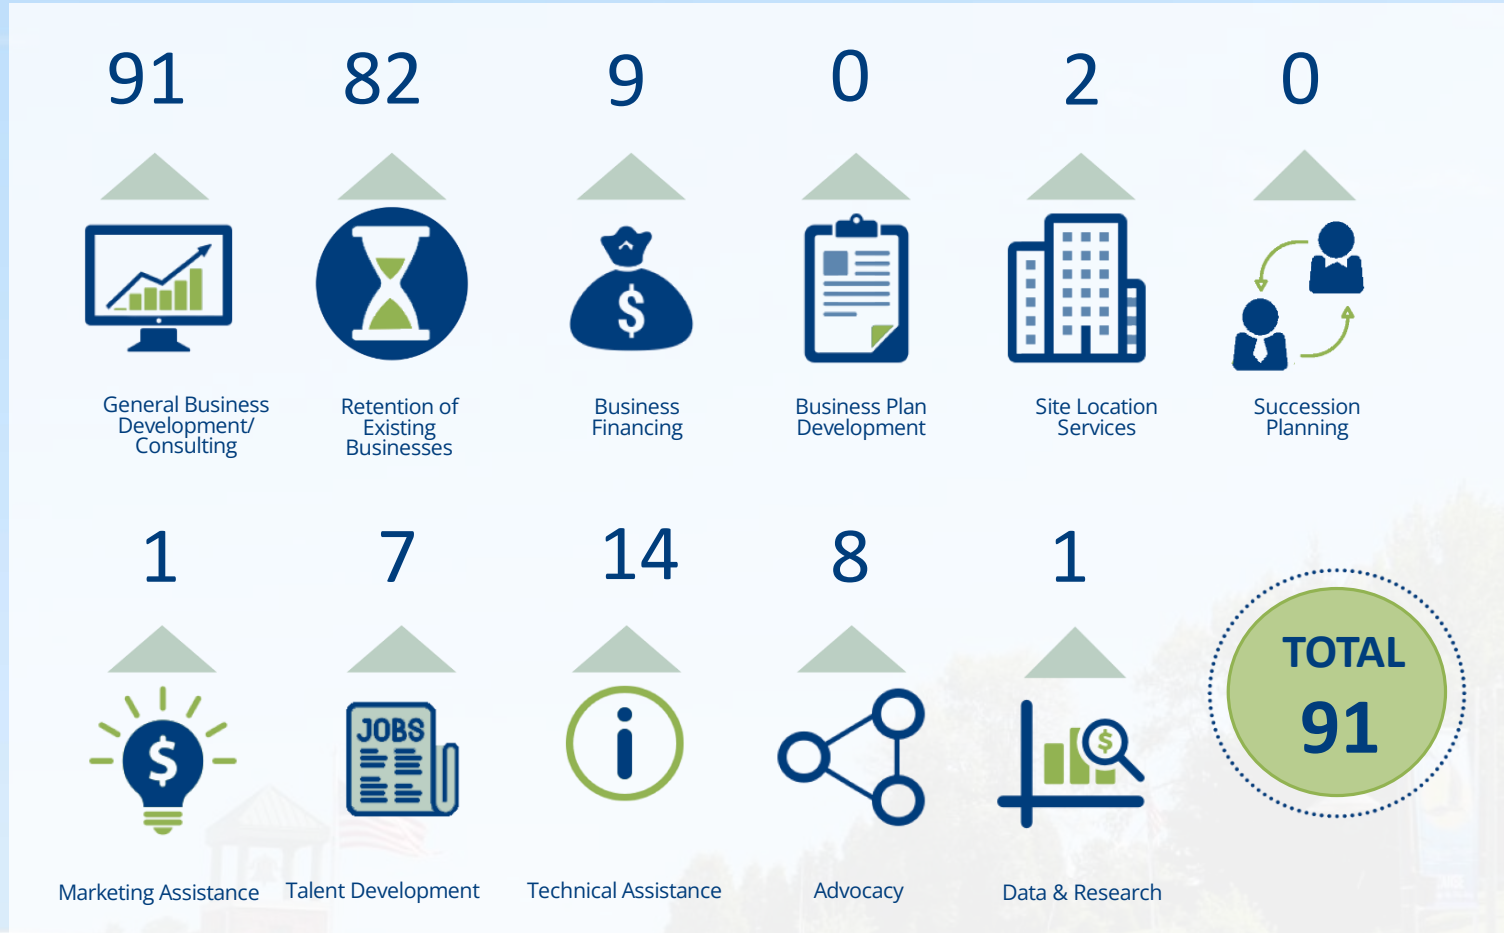 91
82
9
0
2
0
$
General Business
Development/
Consulting
Retention of
Existing
Businesses
Business
Financing
Business Plan
Development
Site Location
Services
Succession
Planning
1
7
14
8
1
TOTAL
91
$
JOBS
i
$
Marketing Assistance
Talent Development
Technical Assistance
Advocacy
Data & Research